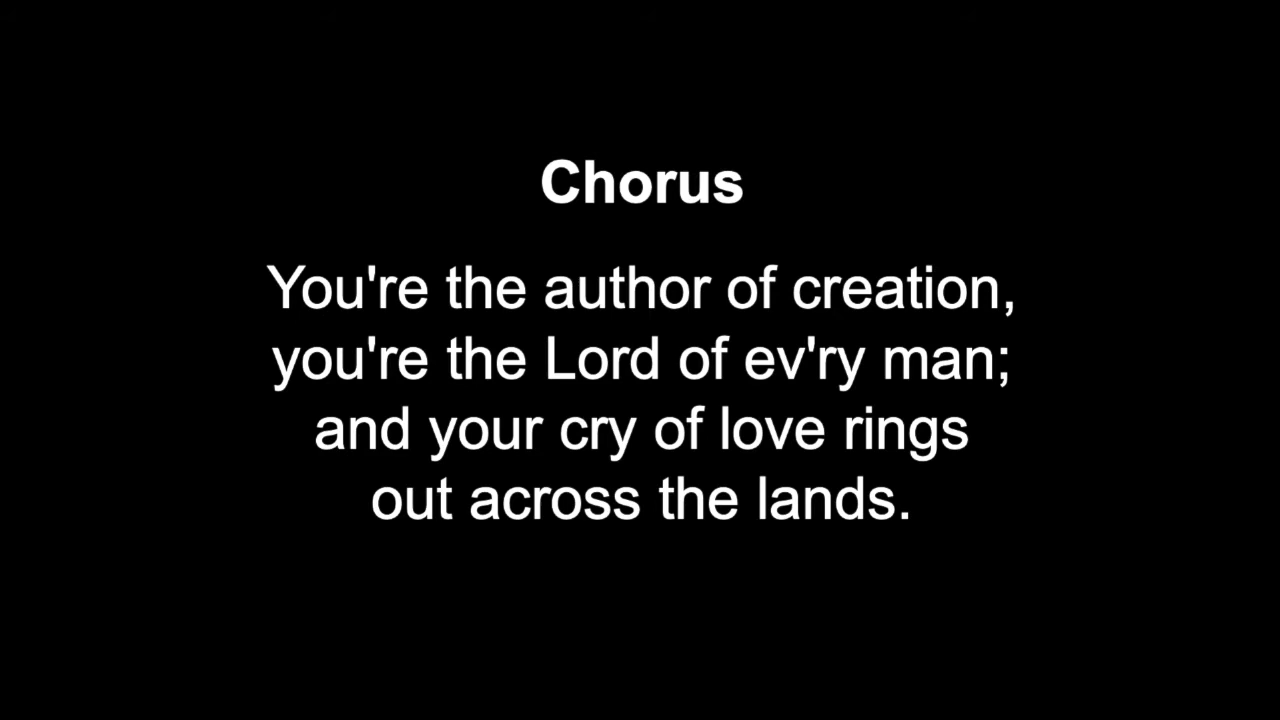 Chorus
You're the author of creation,
you're the Lord of ev'ry man;
and your cry of love rings
out across the lands.